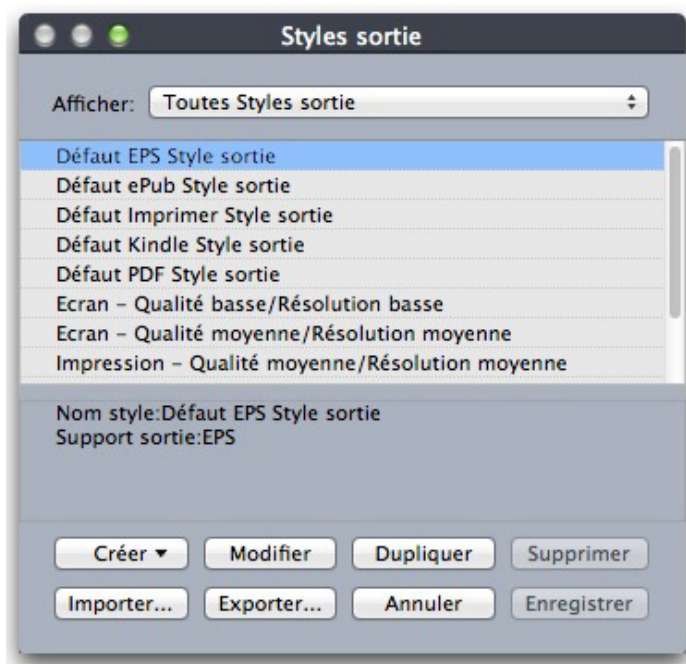 Styles sortie
Afficher: Toutes Styles sortie
Défaut EPS Style sortie
Défaut ePub Style sortie
Défaut Imprimer Style sortie
Défaut Kindle Style sortie
Défaut PDF Style sortie
Ecran – Qualité basse/Résolution basse
Ecran – Qualité moyenne/Résolution moyenne
Impression – Qualité moyenne/Résolution moyenne
Nom style:Défaut EPS Style sortie
Support sortie:EPS
Créer Modifier Dupliquer Supprimer
Importer... Exporter... Annuler Enregistrer